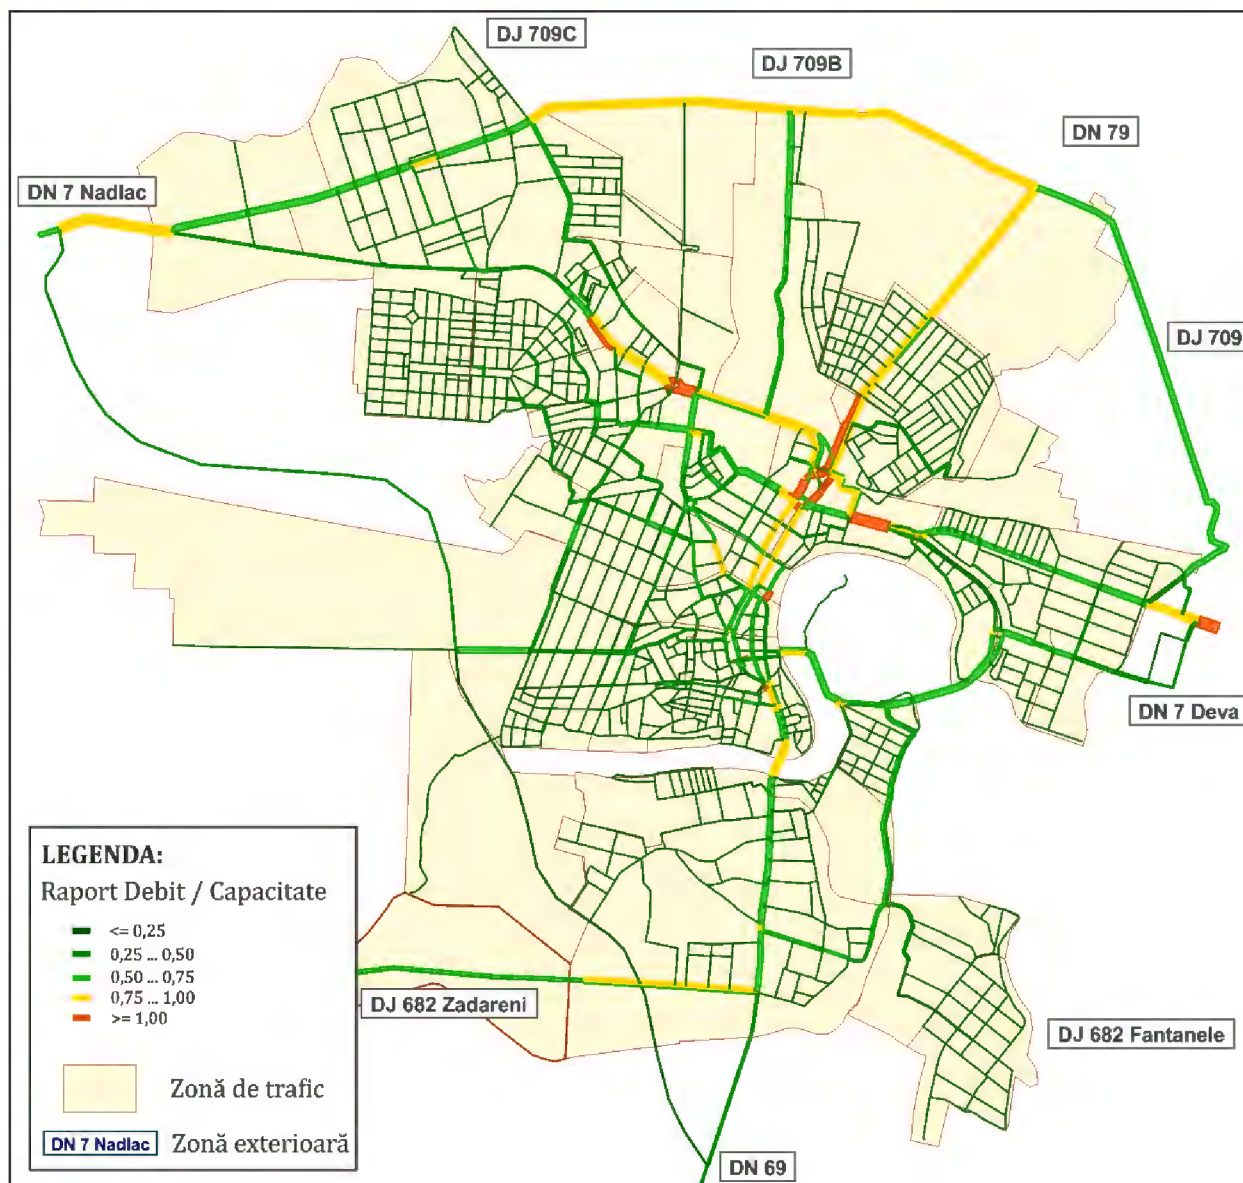 DJ 709C
DJ 709B
DN 79
DN 7 Nadlac
DJ 709
DN 7 Deva
LEGENDA:
Raport Debit / Capacitate
<= 0,25
0,25 ... 0,50
0,50 ... 0,75
0,75 ... 1,00
>= 1,00
Zonă de trafic
DN 7 Nadlac Zonă exterioară
DJ 682 Zadareni
DJ 682 Fantanele
DN 69